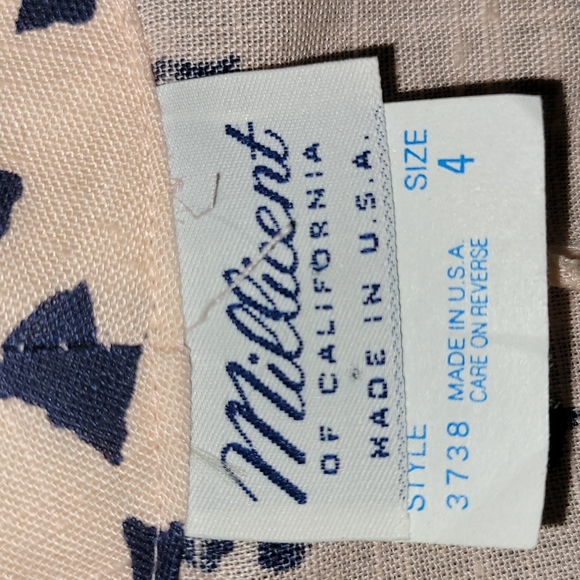 Millicent
OF CALIFORNIA
MADE IN U.S.A.
STYLE SIZE
3738 MADE IN U.S.A. 4
CARE ON REVERSE